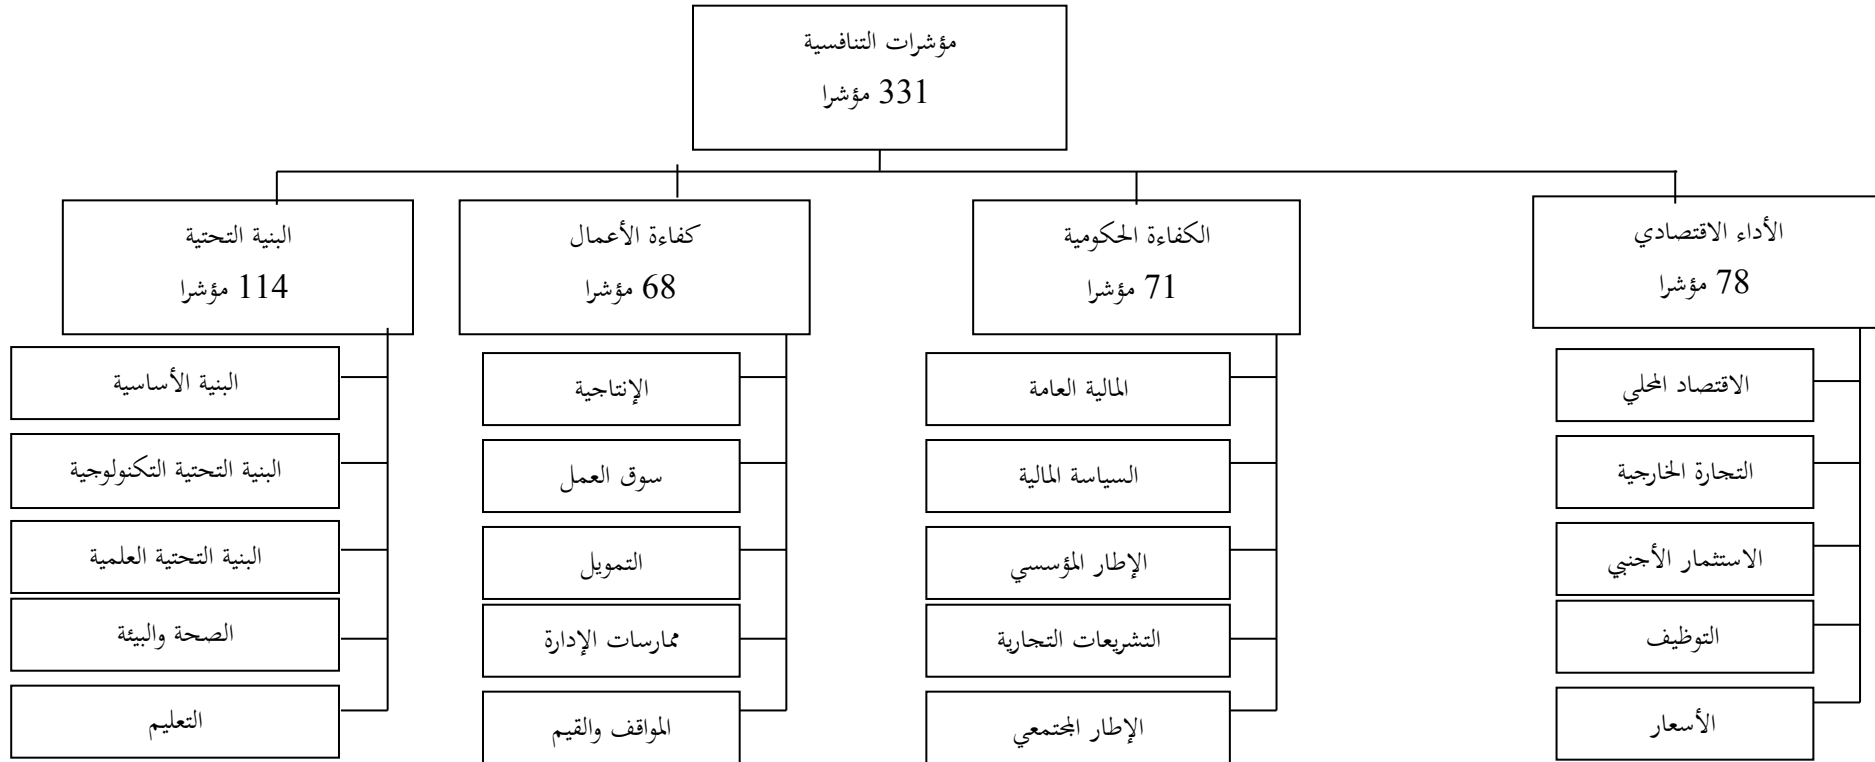 مؤشرات التنافسية
331 مؤشرا
الأداء الاقتصادي
78 مؤشرا
الاقتصاد المحلي
التجارة الخارجية
الاستثمار الأجنبي
التوظيف
الأسعار
الكفاءة الحكومية
71 مؤشرا
المالية العامة
السياسة المالية
الإطار المؤسسي
التشريعات التجارية
الإطار المجتمعي
كفاءة الأعمال
68 مؤشرا
الإنتاجية
سوق العمل
التمويل
ممارسات الإدارة
المواقف والقيم
البنية التحتية
114 مؤشرا
البنية الأساسية
البنية التحتية التكنولوجية
البنية التحتية العلمية
الصحة والبيئة
التعليم